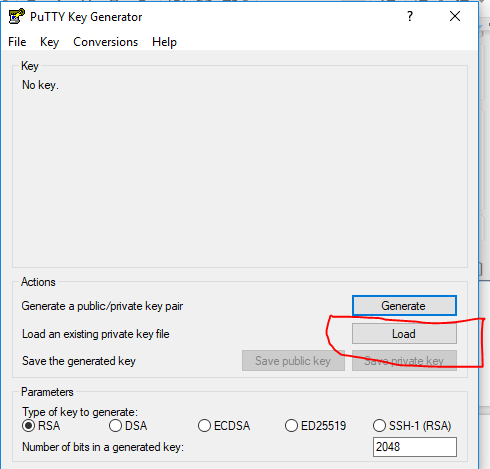 PuTTY Key Generator ?
File Key Conversions Help
Key
No key.
Actions
Generate a public/private key pair Generate
Load an existing private key file Load
Save the generated key Save public key Save private key
Parameters
Type of key to generate:
RSA DSA ECDSA ED25519 SSH-1 (RSA)
Number of bits in a generated key: 2048